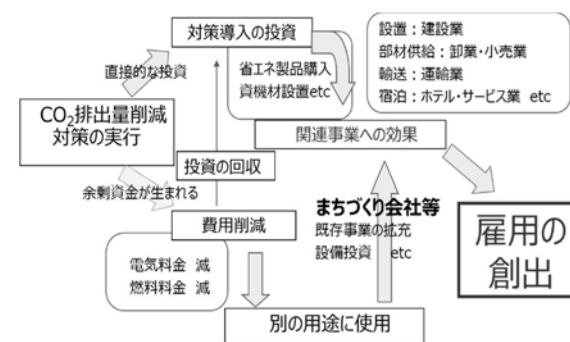 対策導入の投資
直接的な投資
省エネ製品購入
資機材設置etc
設置：建設業
部材供給：卸業・小売業
輸送：運輸業
宿泊：ホテル・サービス業 etc
CO₂排出量削減
対策の実行
関連事業への効果
投資の回収
余剰資金が生まれる
費用削減
電気料金 減
燃料料金 減
まちづくり会社等
既存事業の拡充
設備投資 etc
雇用の
創出
別の用途に使用